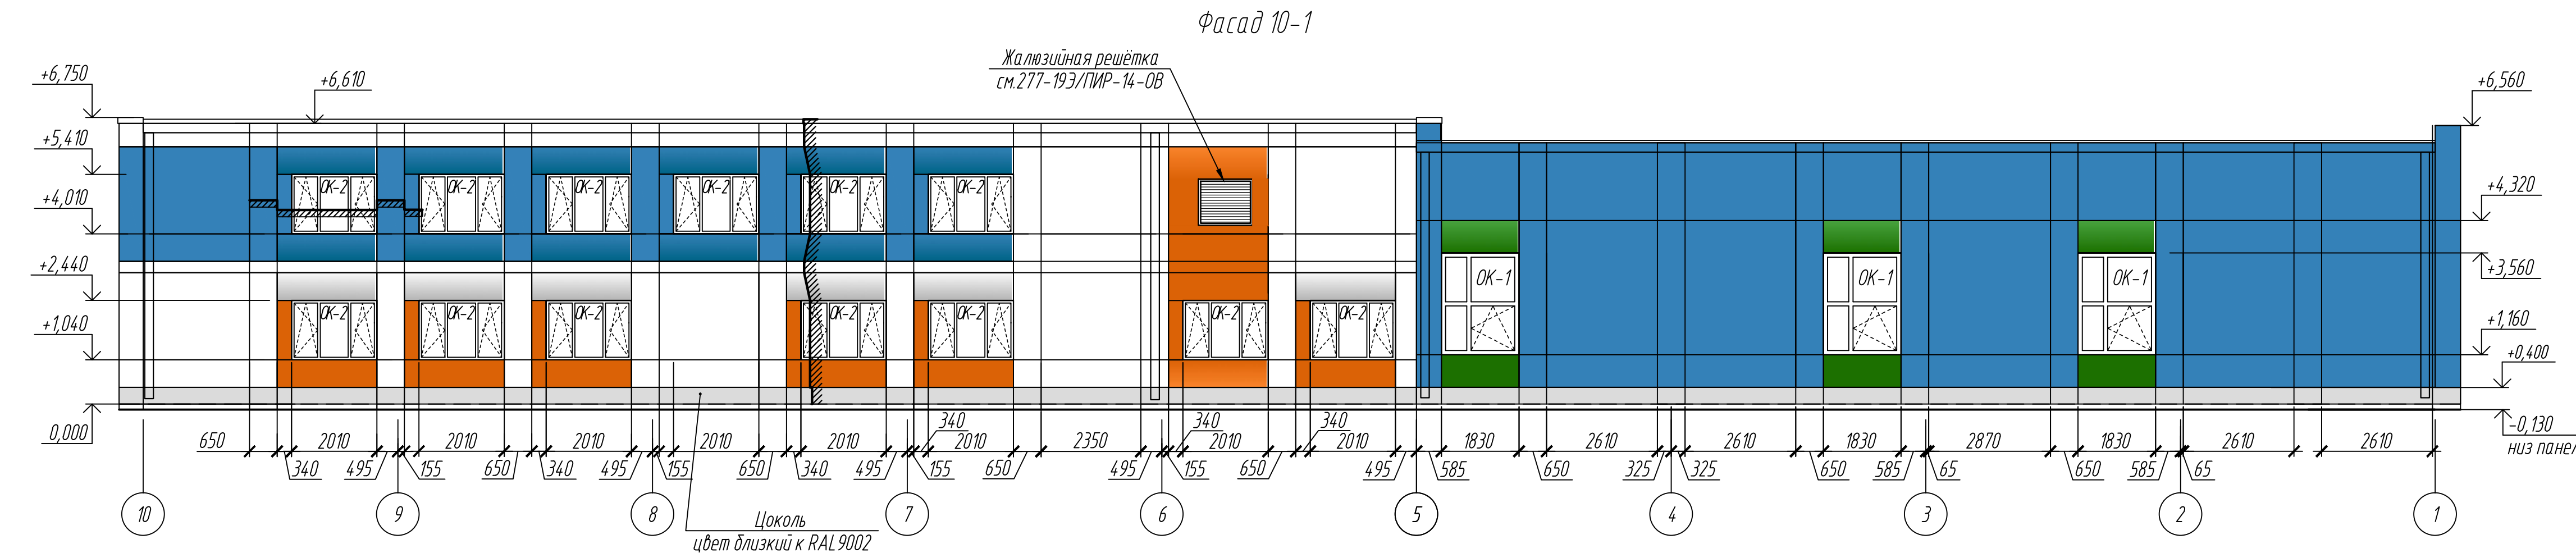 Фасад 10-1
Жалюзийная решётка
см.277-19Э/ПИР-14-ОВ
+6,750
+6,610
+6,560
+5,410
+4,010
+2,440
+1,040
0,000
+4,320
+3,560
+1,160
+0,400
-0,130
низ панел
ОК-2 ОК-2 ОК-2 ОК-2 ОК-2 ОК-2
ОК-1 ОК-1 ОК-1
ОК-2 ОК-2 ОК-2 ОК-2 ОК-2 ОК-2 ОК-2
340 340 340
650 2010 2010 2010 2010 2010 2010 2350 2010 2010 1830 2610 2610 1830 2870 1830 2610 2610
340 495 155 650 340 495 155 650 340 495 155 650 495 155 650 495 585 650 325 325 650 585 65 650 585 65
10 9 8 7 6 5 4 3 2 1
Цоколь
цвет близкий к RAL9002